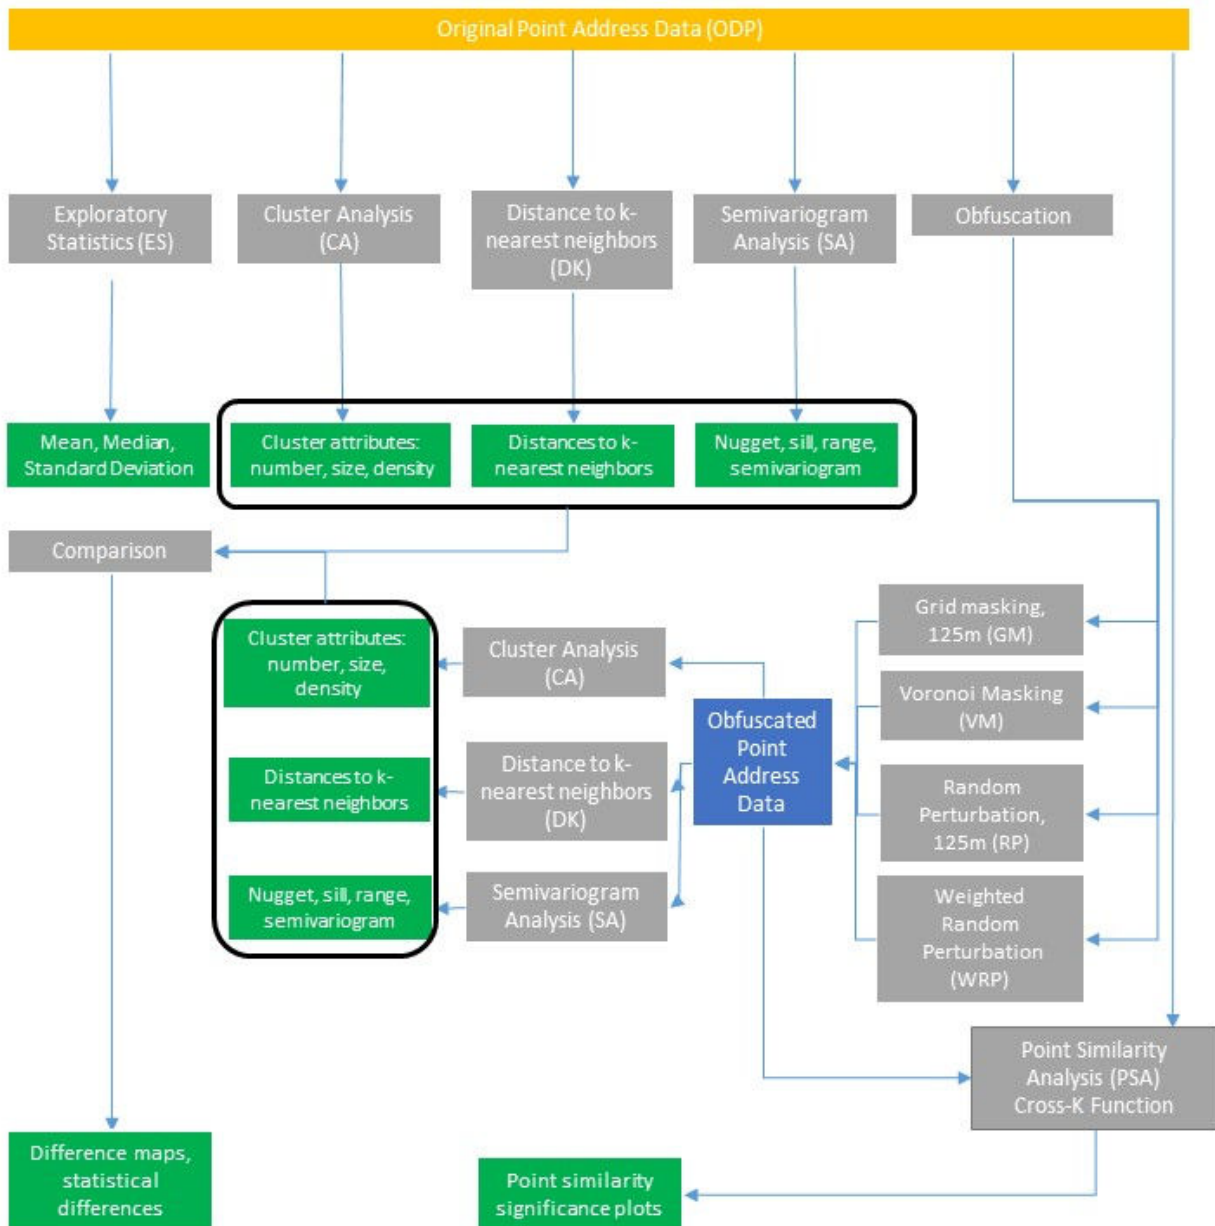 Original Point Address Data (ODP)
Exploratory
Statistics (ES)
Cluster Analysis
(CA)
Distance to k-
nearest neighbors
(DK)
Semivariogram
Analysis (SA)
Obfuscation
Mean, Median,
Standard Deviation
Cluster attributes:
number, size, density
Distances to k-
nearest neighbors
Nugget, sill, range,
semivariogram
Comparison
Cluster attributes:
number, size,
density
Cluster Analysis
(CA)
Grid masking,
125m (GM)
Voronoi Masking
(VM)
Obfuscated
Point
Address
Data
Distances to k-
nearest neighbors
Distance to k-
nearest neighbors
(DK)
Random
Perturbation,
125m (RP)
Nugget, sill, range,
semivariogram
Semivariogram
Analysis (SA)
Weighted
Random
Perturbation
(WRP)
Point Similarity
Analysis (PSA)
Cross-K Function
Difference maps,
statistical
differences
Point similarity
significance plots